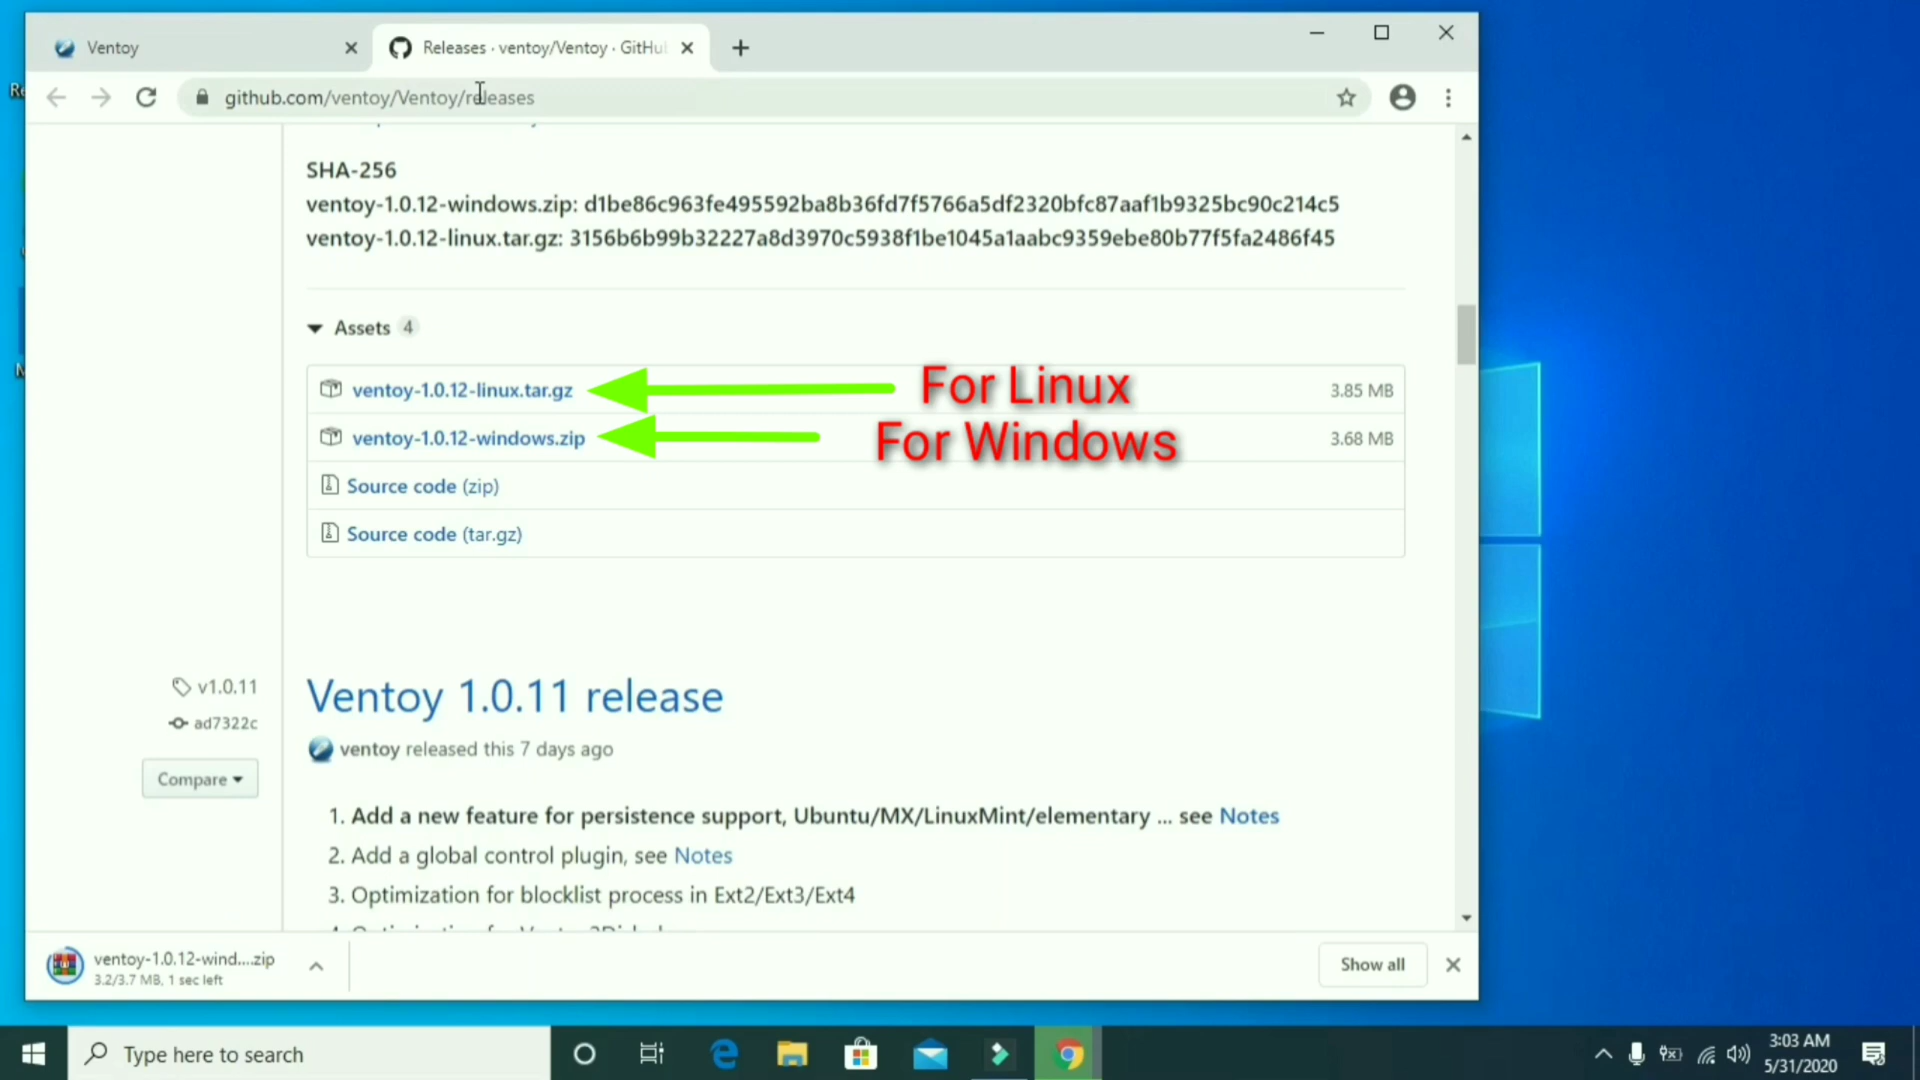 Ventoy
Releases · ventoy/Ventoy · GitHu
github.com/ventoy/Ventoy/releases
SHA-256
ventoy-1.0.12-windows.zip: d1be86c963fe495592ba8b36fd7f5766a5df2320bfc87aaf1b9325bc90c214c5
ventoy-1.0.12-linux.tar.gz: 3156b6b99b32227a8d3970c5938f1be1045a1aabc9359ebe80b77f5fa2486f45
Assets 4
ventoy-1.0.12-linux.tar.gz For Linux 3.85 MB
ventoy-1.0.12-windows.zip For Windows 3.68 MB
Source code (zip)
Source code (tar.gz)
v1.0.11
ad7322c
Compare
Ventoy 1.0.11 release
ventoy released this 7 days ago
1. Add a new feature for persistence support, Ubuntu/MX/LinuxMint/elementary ... see Notes
2. Add a global control plugin, see Notes
3. Optimization for blocklist process in Ext2/Ext3/Ext4
ventoy-1.0.12-wind....zip
3.2/3.7 MB, 1 sec left
Show all
Type here to search
3:03 AM
5/31/2020